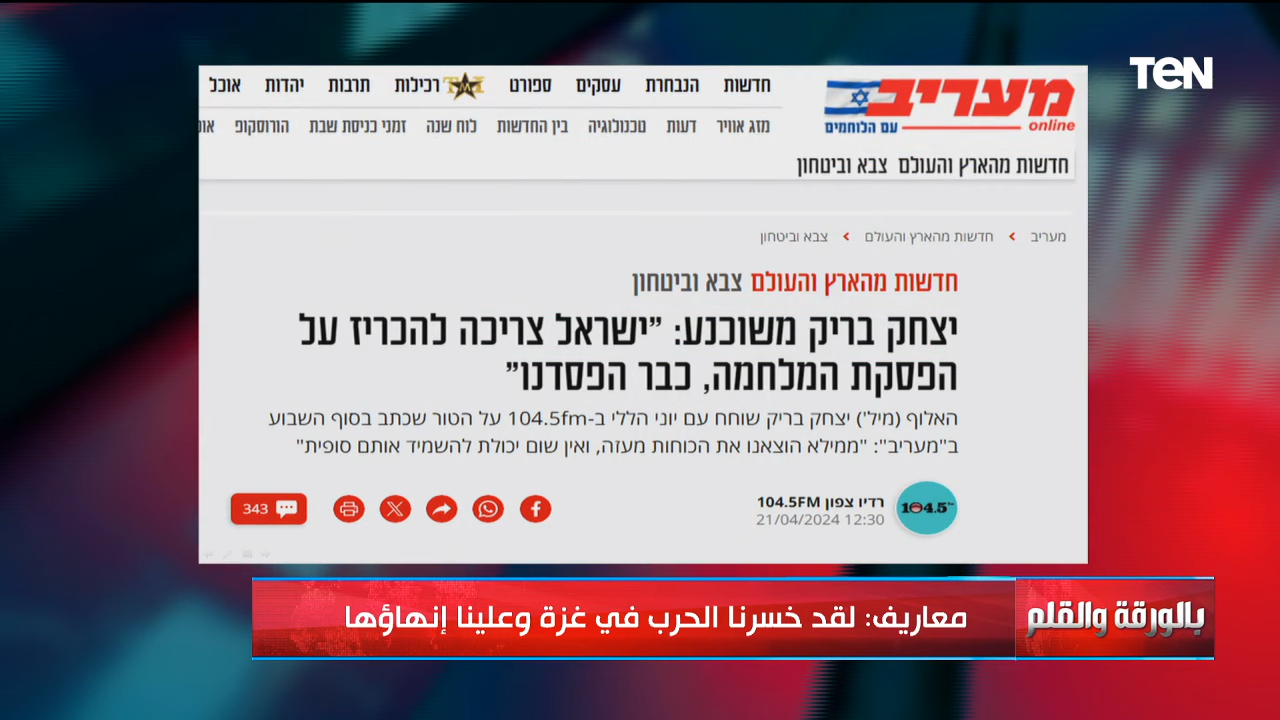 TEN
מעריב
online
עם הלוחמים
חדשות הנבחרת עסקים ספורט TMI רכילות תרבות יהדות אוכל
מזג אוויר דעות טכנולוגיה בין החדשות לוח שנה זמני כניסת שבת הורוסקופ
חדשות מהארץ והעולם צבא וביטחון
מעריב › חדשות מהארץ והעולם › צבא וביטחון
חדשות מהארץ והעולם צבא וביטחון
יצחק בריק משוכנע: "ישראל צריכה להכריז על
הפסקת המלחמה, כבר הפסדנו"
האלוף (מיל') יצחק בריק שוחח עם יוני הללי ב-104.5fm על הטור שכתב בסוף השבוע
ב"מעריב": "ממילא הוצאנו את הכוחות מעזה, ואין שום יכולת להשמיד אותם סופית"
104.5
רדיו צפון 104.5FM
21/04/2024 12:30
343
بالورقة والقلم
معاريف: لقد خسرنا الحرب في غزة وعلينا إنهاؤها